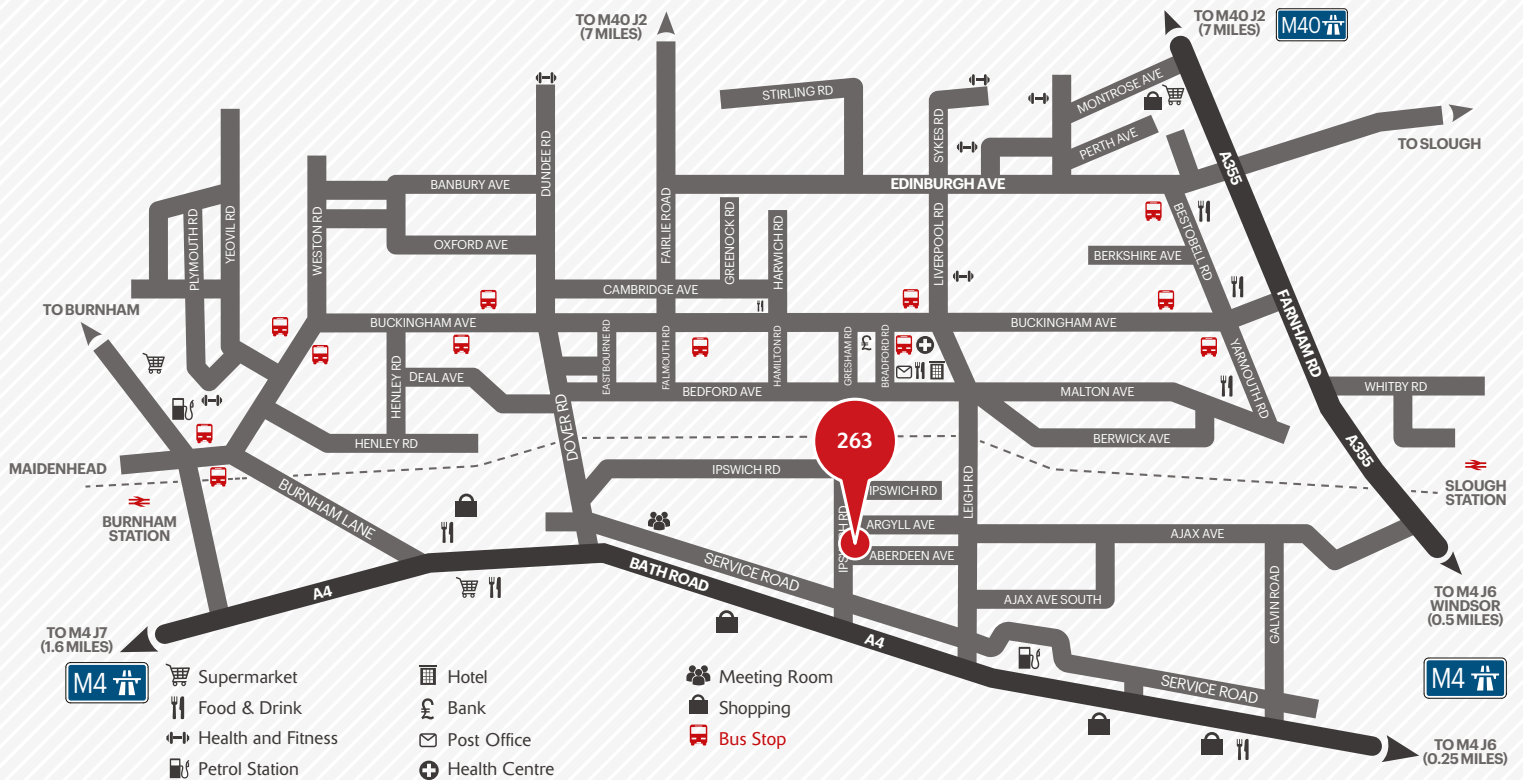 TO M40 J2
(7 MILES)
TO M40 J2
(7 MILES)
M40
STIRLING RD
MONTROSE AVE
PERTH AVE
SYKES RD
DUNDEE RD
A355
TO SLOUGH
BANBURY AVE
EDINBURGH AVE
OXFORD AVE
PLYMOUTH RD
YEOVIL RD
WESTON RD
FAIRLIE ROAD
GREENOCK RD
HARWICH RD
LIVERPOOL RD
BESTOBELL RD
BERKSHIRE AVE
CAMBRIDGE AVE
TO BURNHAM
BUCKINGHAM AVE
BUCKINGHAM AVE
FARNHAM RD
EASTBOURNE RD
FALMOUTH RD
HAMILTON RD
GRESHAM RD
BRADFORD RD
YARMOUTH RD
HENLEY RD
DEAL AVE
BEDFORD AVE
MALTON AVE
WHITBY RD
DOVER RD
HENLEY RD
263
BERWICK AVE
A355
MAIDENHEAD
IPSWICH RD
IPSWICH RD
LEIGH RD
SLOUGH
STATION
BURNHAM
STATION
BURNHAM LANE
ARGYLL AVE
AJAX AVE
ABERDEEN AVE
SERVICE ROAD
BATH ROAD
A4
AJAX AVE SOUTH
GALVIN ROAD
TO M4 J6
WINDSOR
(0.5 MILES)
TO M4 J7
(1.6 MILES)
A4
M4
M4
SERVICE ROAD
TO M4 J6
(0.25 MILES)
Supermarket
Food & Drink
Health and Fitness
Petrol Station
Hotel
£ Bank
Post Office
Health Centre
Meeting Room
Shopping
Bus Stop
£